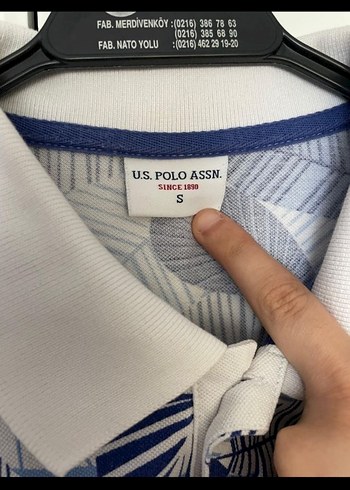 FAB. MERDİVENKÖY :(0216) 386 78 63
(0216) 385 68 90
FAB. NATO YOLU :(0216) 462 29 19-20
U.S. POLO ASSN.
SINCE 1890
S